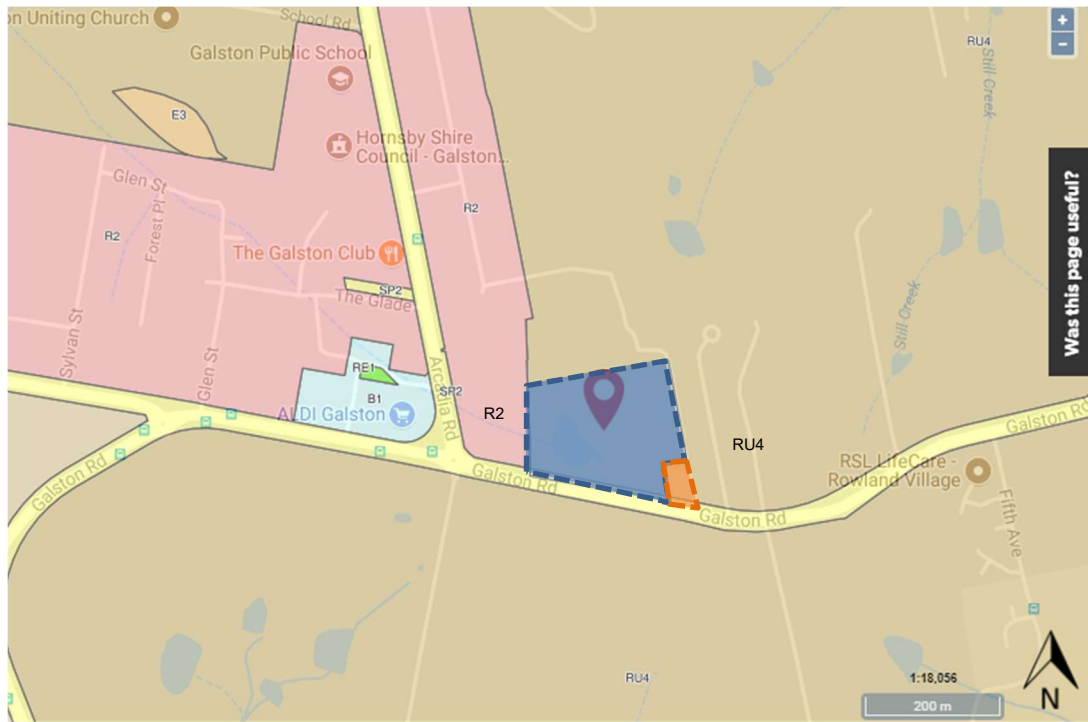 on Uniting Church
School Rd
Galston Public School
E3
Hornsby Shire
Council - Galston...
Glen St
Forest Pl
R2
R2
The Galston Club
SP2
The Glade
Sylvan St
Glen St
RE1
B1
SP2
Arcadia Rd
ALDI Galston
R2
Galston Rd
Galston Rd
Galston Rd
RU4
RU4
Still Creek
Still Creek
+
−
Was this page useful?
Galston Rd
RSL LifeCare -
Rowland Village
Fifth Ave
RU4
1:18,056
200 m
N